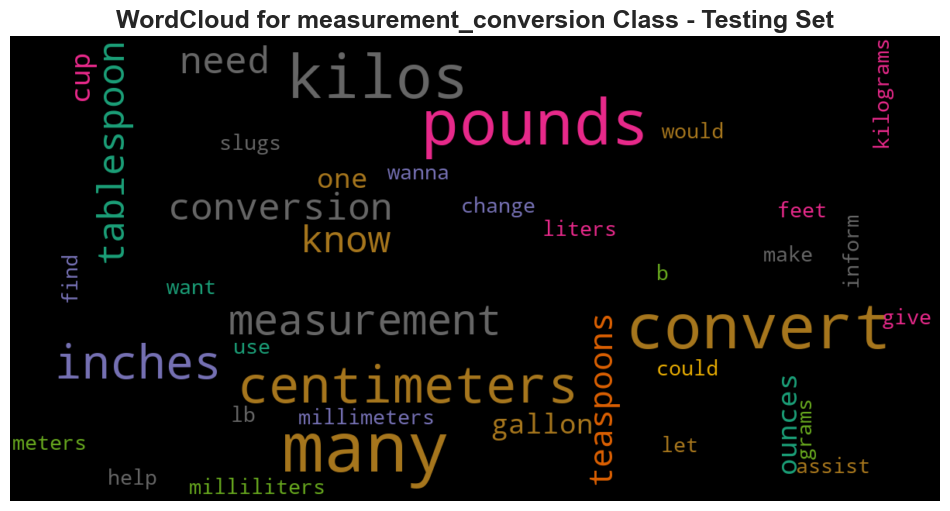 WordCloud for measurement_conversion Class - Testing Set
cup
tablespoon
need
kilos
pounds
would
kilograms
slugs
one
wanna
conversion
know
change
liters
feet
make
inform
find
want
b
measurement
convert
give
inches
use
centimeters
teaspoons
could
ounces
grams
lb
millimeters
gallon
many
meters
let
assist
help
milliliters